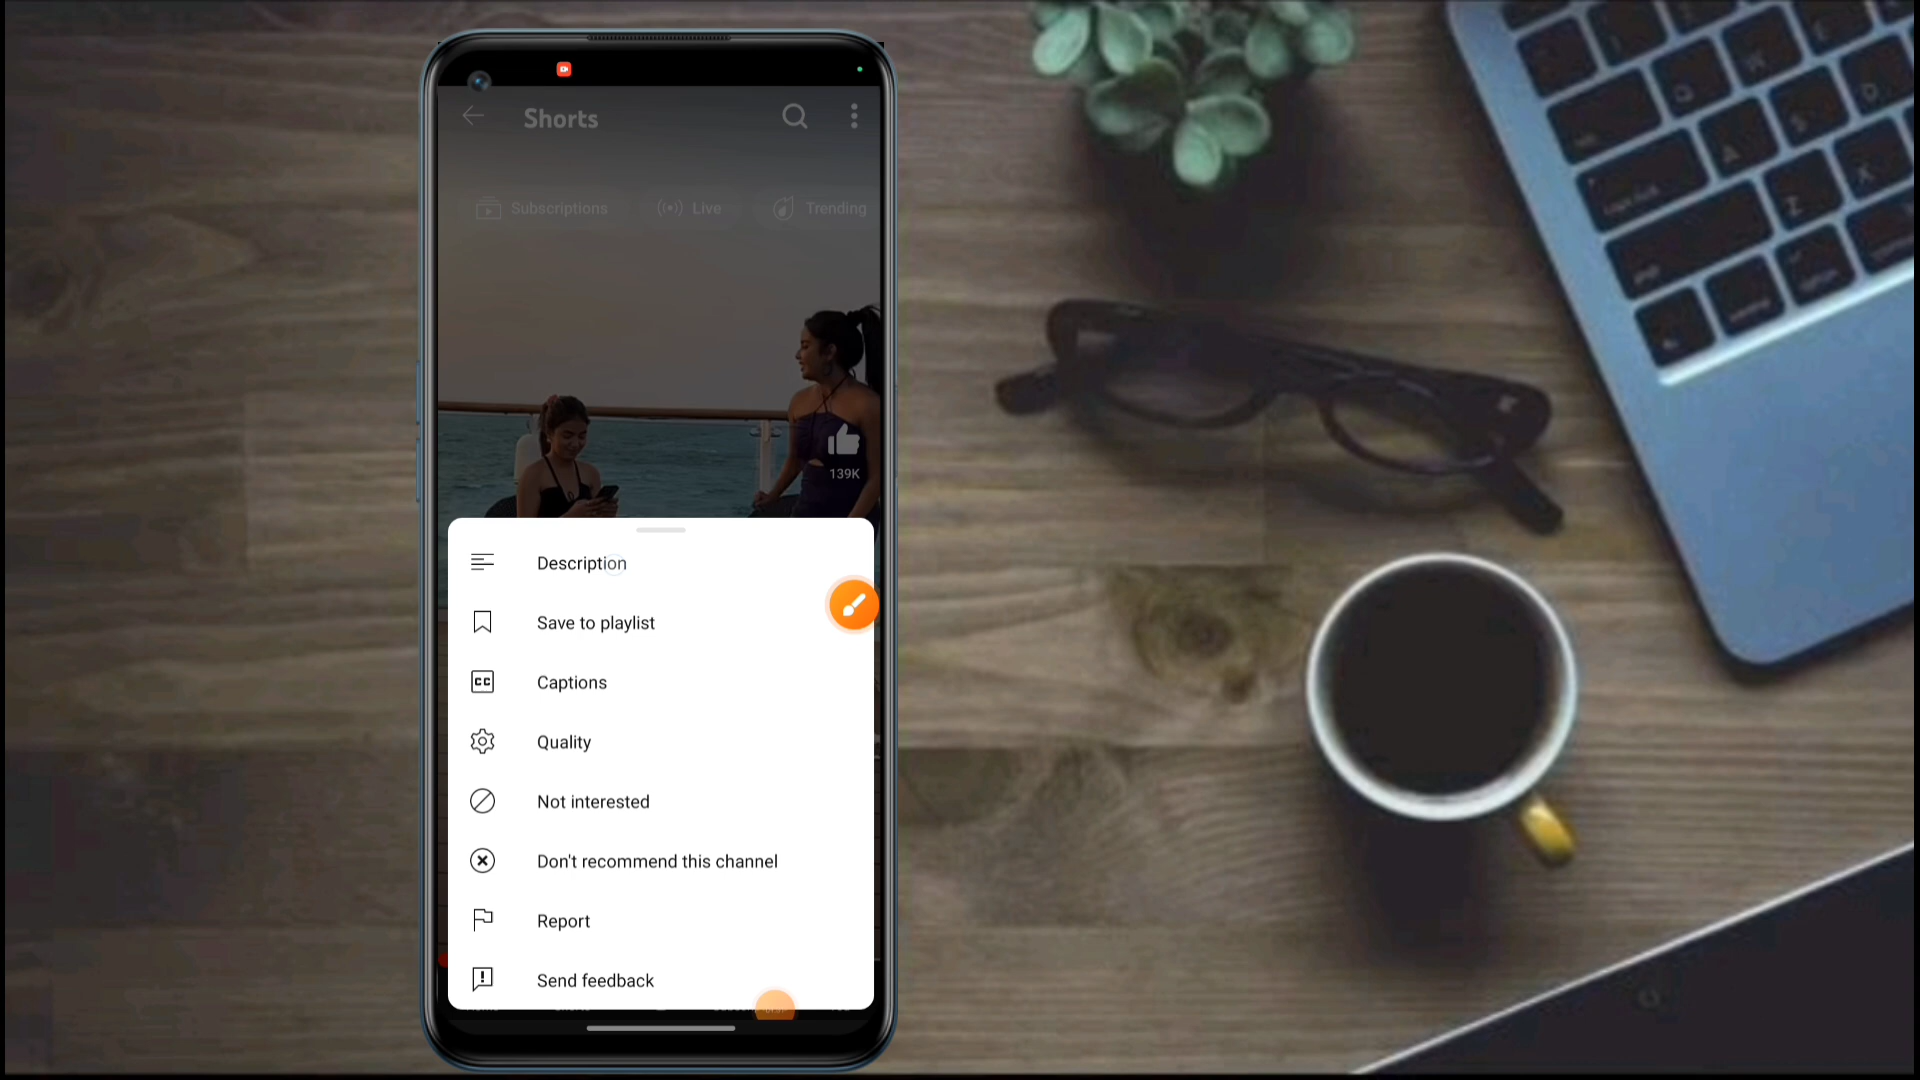 Shorts
Subscriptions
Live
Trending
139K
Description
Save to playlist
CC
Captions
Quality
Not interested
Don't recommend this channel
Report
Send feedback